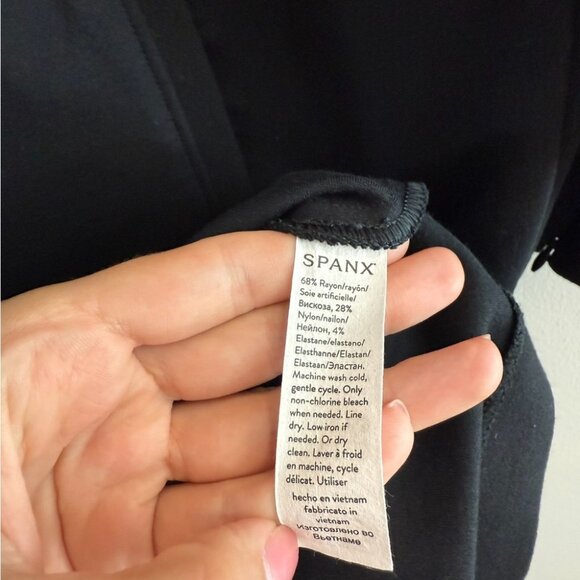 SPANX
68% Rayon/rayón/
Soie artificielle/
Вискоза, 28%
Nylon/nailon/
Нейлон, 4%
Elastane/elastano/
Elasthanne/Elastan/
Elastaan/Эластан.
Machine wash cold,
gentle cycle. Only
non-chlorine bleach
when needed. Line
dry. Low iron if
needed. Or dry
clean. Laver à froid
en machine, cycle
délicat. Utiliser
hecho en vietnam
fabbricato in
vietnam
Изготовлено во
Вьетнаме